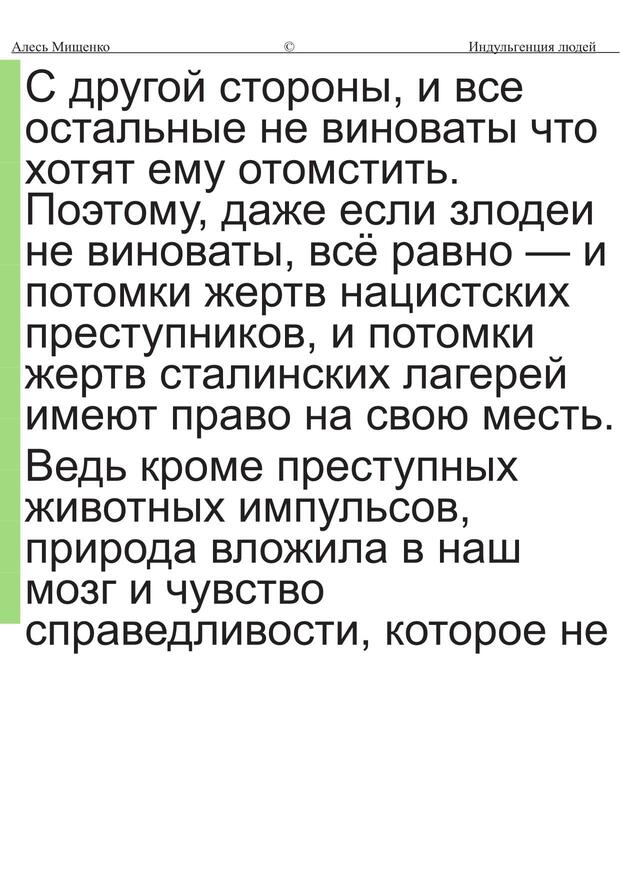 Алесь Мищенко © Индульгенция людей
С другой стороны, и все
остальные не виноваты что
хотят ему отомстить.
Поэтому, даже если злодеи
не виноваты, всё равно — и
потомки жертв нацистских
преступников, и потомки
жертв сталинских лагерей
имеют право на свою месть.
Ведь кроме преступных
животных импульсов,
природа вложила в наш
мозг и чувство
справедливости, которое не